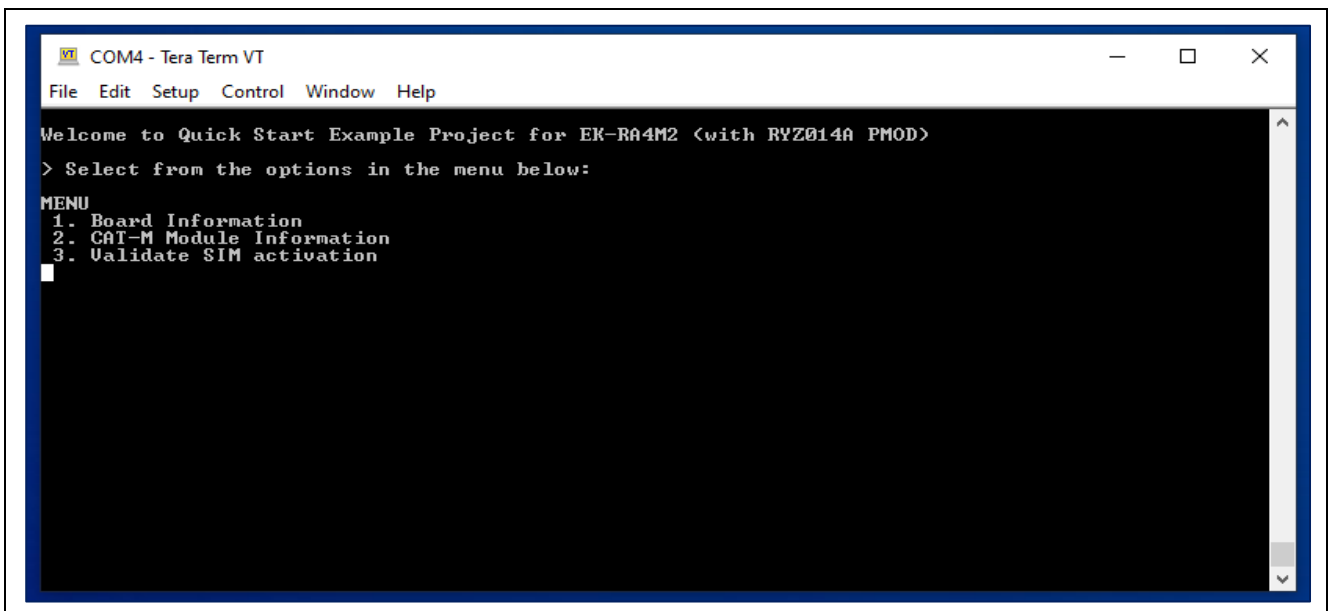 COM4 - Tera Term VT
File Edit Setup Control Window Help
Welcome to Quick Start Example Project for EK-RA4M2 (with RYZ014A PMOD)
> Select from the options in the menu below:
MENU
1. Board Information
2. CAT-M Module Information
3. Validate SIM activation